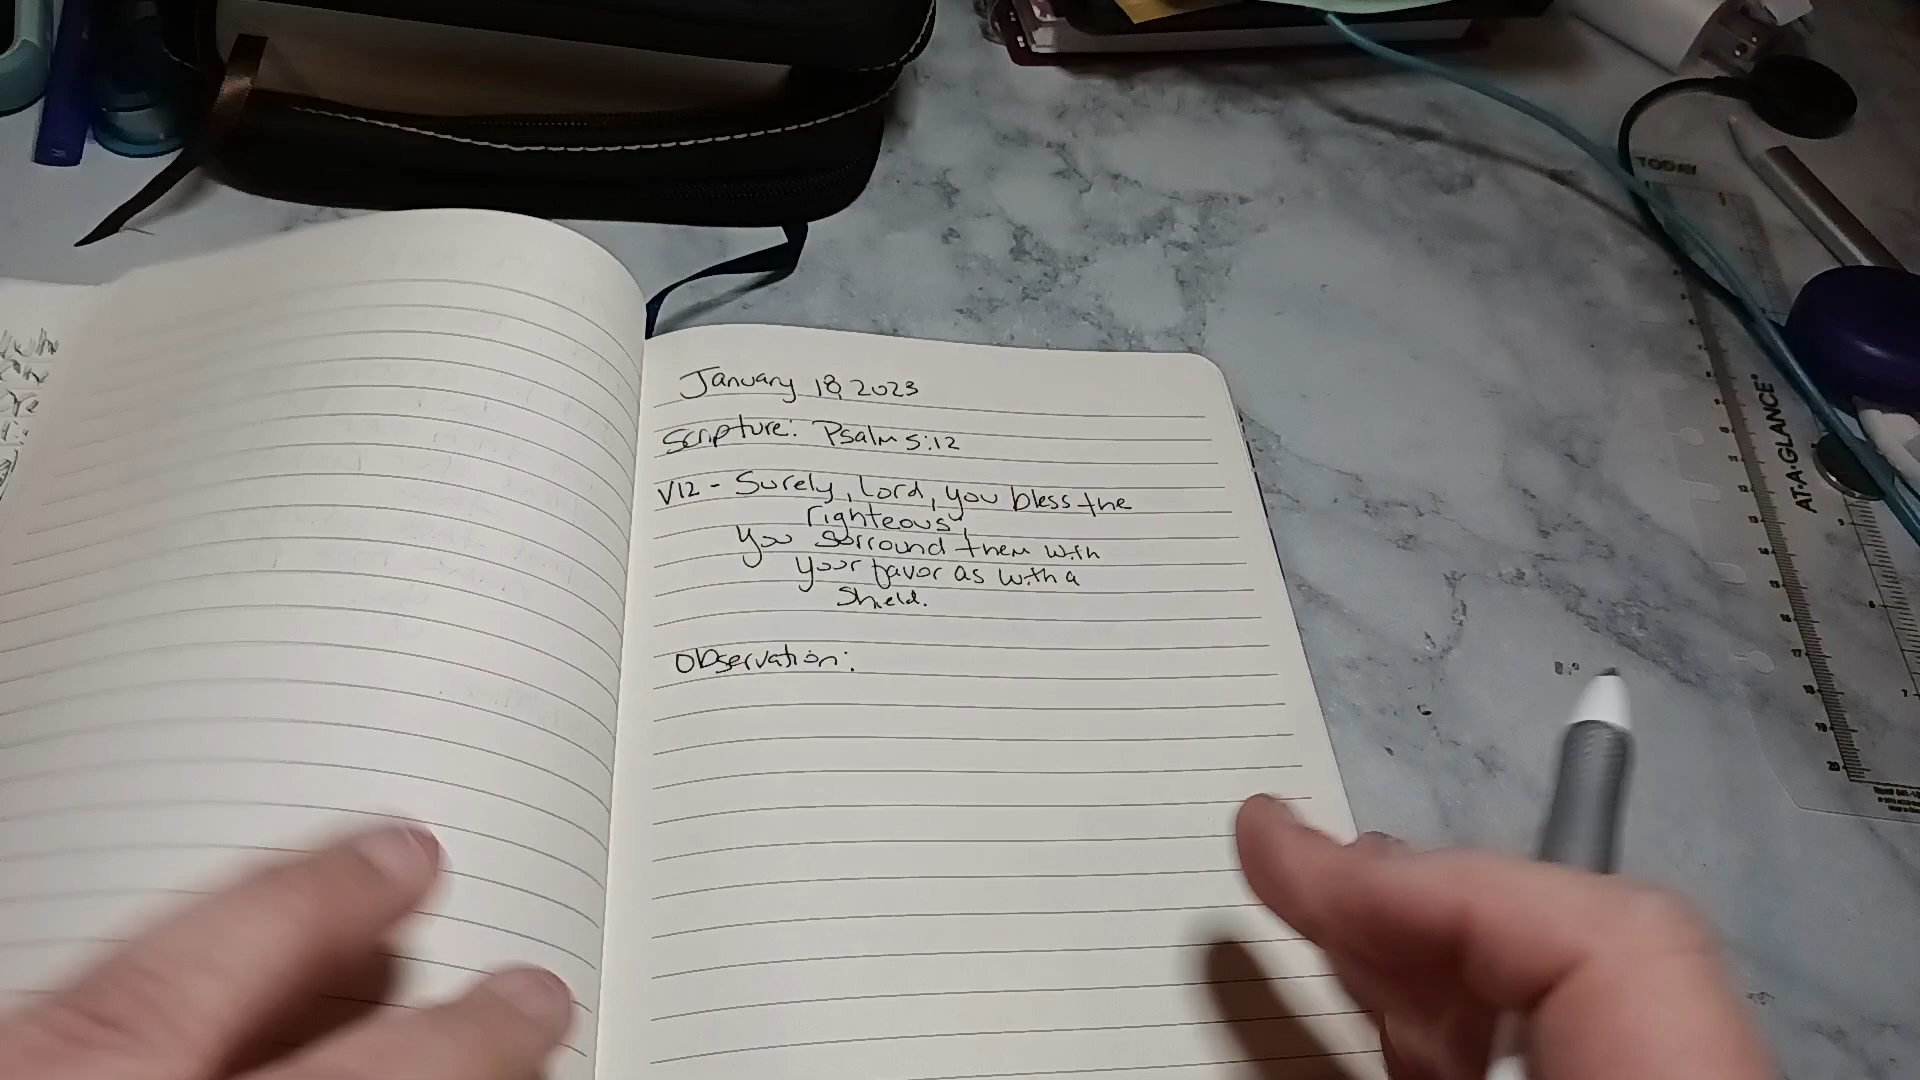 January 18, 2023
Scripture: Psalm 5:12
V12 - Surely, Lord, you bless the
righteous;
You sorround them with
your favor as with a
shield.
Observation:
TODAY
AT-A-GLANCE®